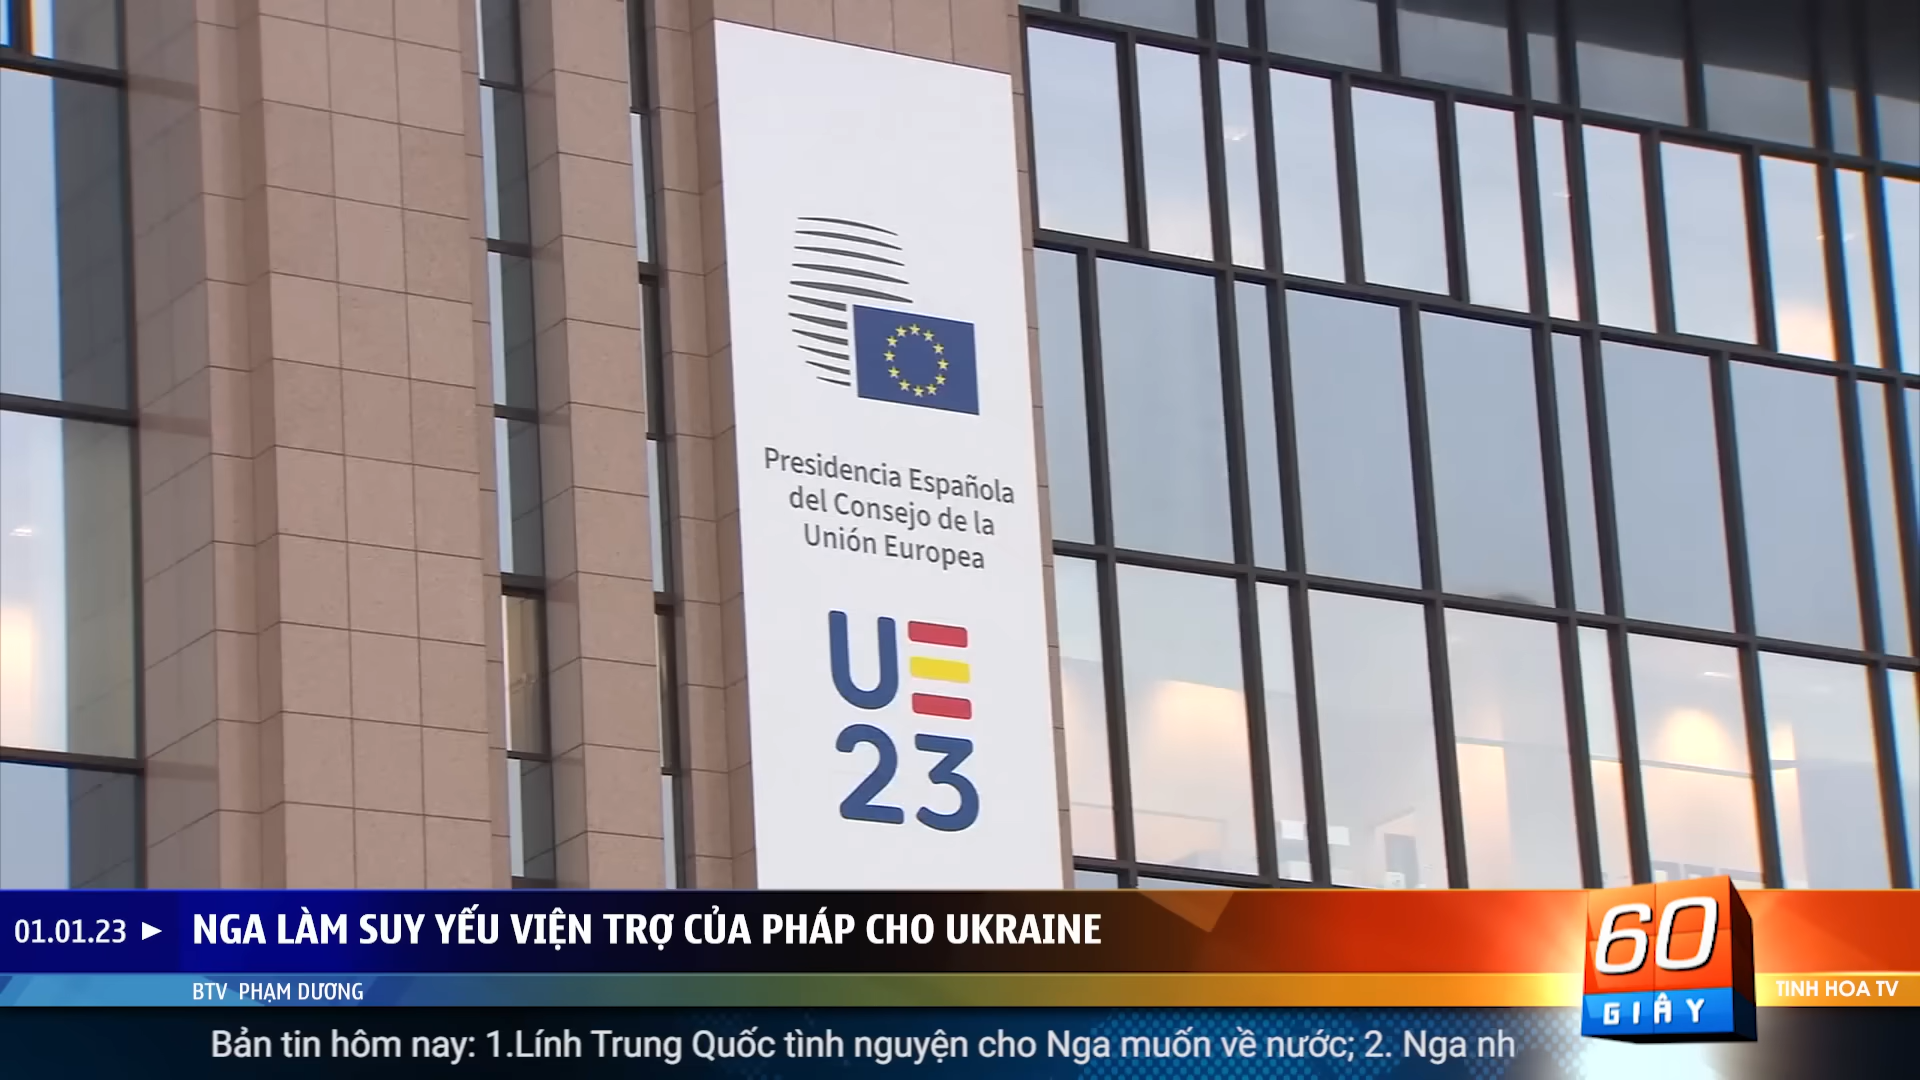 Presidencia Española
del Consejo de la
Unión Europea
UE
23
01.01.23
NGA LÀM SUY YẾU VIỆN TRỢ CỦA PHÁP CHO UKRAINE
BTV PHẠM DƯƠNG
60
GIÂY
TINH HOA TV
Bản tin hôm nay: 1.Lính Trung Quốc tình nguyện cho Nga muốn về nước; 2. Nga nh